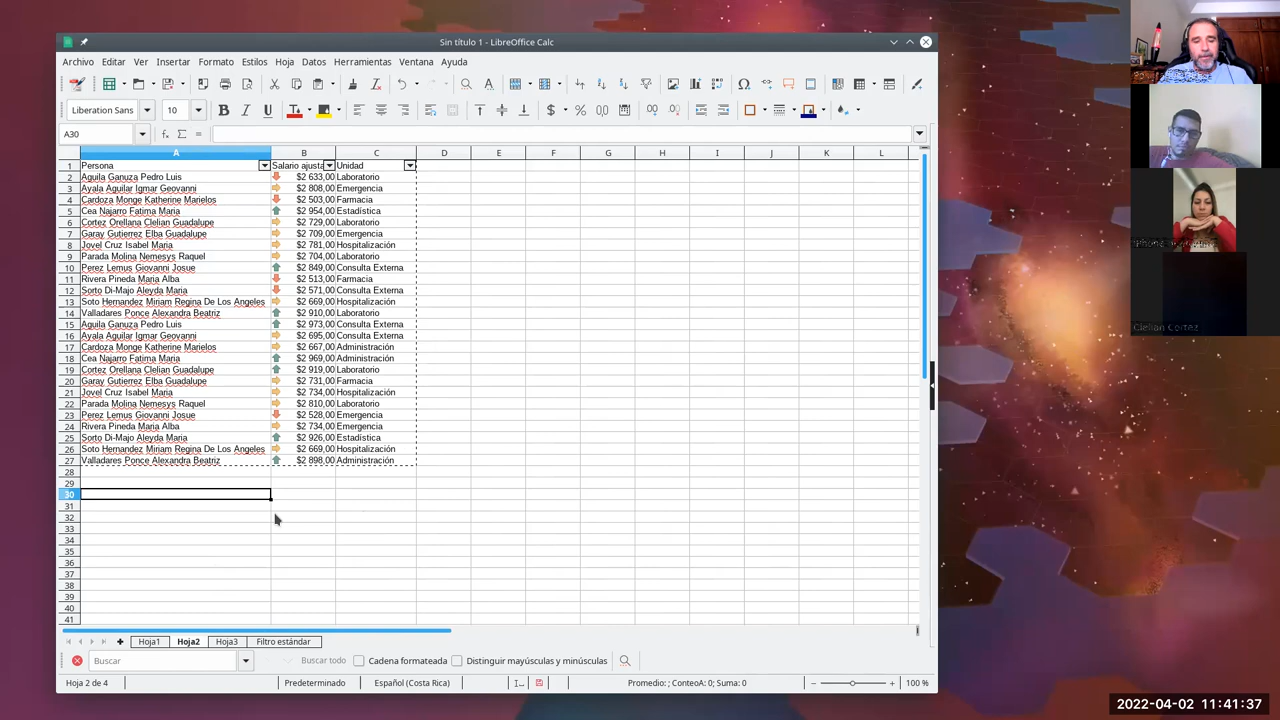 Sin título 1 - LibreOffice Calc
Archivo Editar Ver Insertar Formato Estilos Hoja Datos Herramientas Ventana Ayuda
Liberation Sans 10
A30
A B C D E F G H I J K L
1 Persona Salario ajusta Unidad
2 Aguila Ganuza Pedro Luis $2 633,00 Laboratorio
3 Ayala Aguilar Igmar Geovanni $2 808,00 Emergencia
4 Cardoza Monge Katherine Marielos $2 503,00 Farmacia
5 Cea Najarro Fatima Maria $2 954,00 Estadística
6 Cortez Orellana Clelian Guadalupe $2 729,00 Laboratorio
7 Garay Gutierrez Elba Guadalupe $2 709,00 Emergencia
8 Jovel Cruz Isabel Maria $2 781,00 Hospitalización
9 Parada Molina Nemesys Raquel $2 704,00 Laboratorio
10 Perez Lemus Giovanni Josue $2 849,00 Consulta Externa
11 Rivera Pineda Maria Alba $2 513,00 Farmacia
12 Sorto Di-Majo Aleyda Maria $2 571,00 Consulta Externa
13 Soto Hernandez Miriam Regina De Los Angeles $2 669,00 Hospitalización
14 Valladares Ponce Alexandra Beatriz $2 910,00 Laboratorio
15 Aguila Ganuza Pedro Luis $2 973,00 Consulta Externa
16 Ayala Aguilar Igmar Geovanni $2 695,00 Consulta Externa
17 Cardoza Monge Katherine Marielos $2 667,00 Administración
18 Cea Najarro Fatima Maria $2 969,00 Administración
19 Cortez Orellana Clelian Guadalupe $2 919,00 Laboratorio
20 Garay Gutierrez Elba Guadalupe $2 731,00 Farmacia
21 Jovel Cruz Isabel Maria $2 734,00 Hospitalización
22 Parada Molina Nemesys Raquel $2 810,00 Laboratorio
23 Perez Lemus Giovanni Josue $2 528,00 Emergencia
24 Rivera Pineda Maria Alba $2 734,00 Emergencia
25 Sorto Di-Majo Aleyda Maria $2 926,00 Estadística
26 Soto Hernandez Miriam Regina De Los Angeles $2 669,00 Hospitalización
27 Valladares Ponce Alexandra Beatriz $2 898,00 Administración
28
29
30
31
32
33
34
35
36
37
38
39
40
41
Hoja1 Hoja2 Hoja3 Filtro estándar
Buscar Buscar todo Cadena formateada Distinguir mayúsculas y minúsculas
Hoja 2 de 4 Predeterminado Español (Costa Rica) Promedio: ; ConteoA: 0; Suma: 0 100 %
Clelian Cortez
2022-04-02 11:41:37